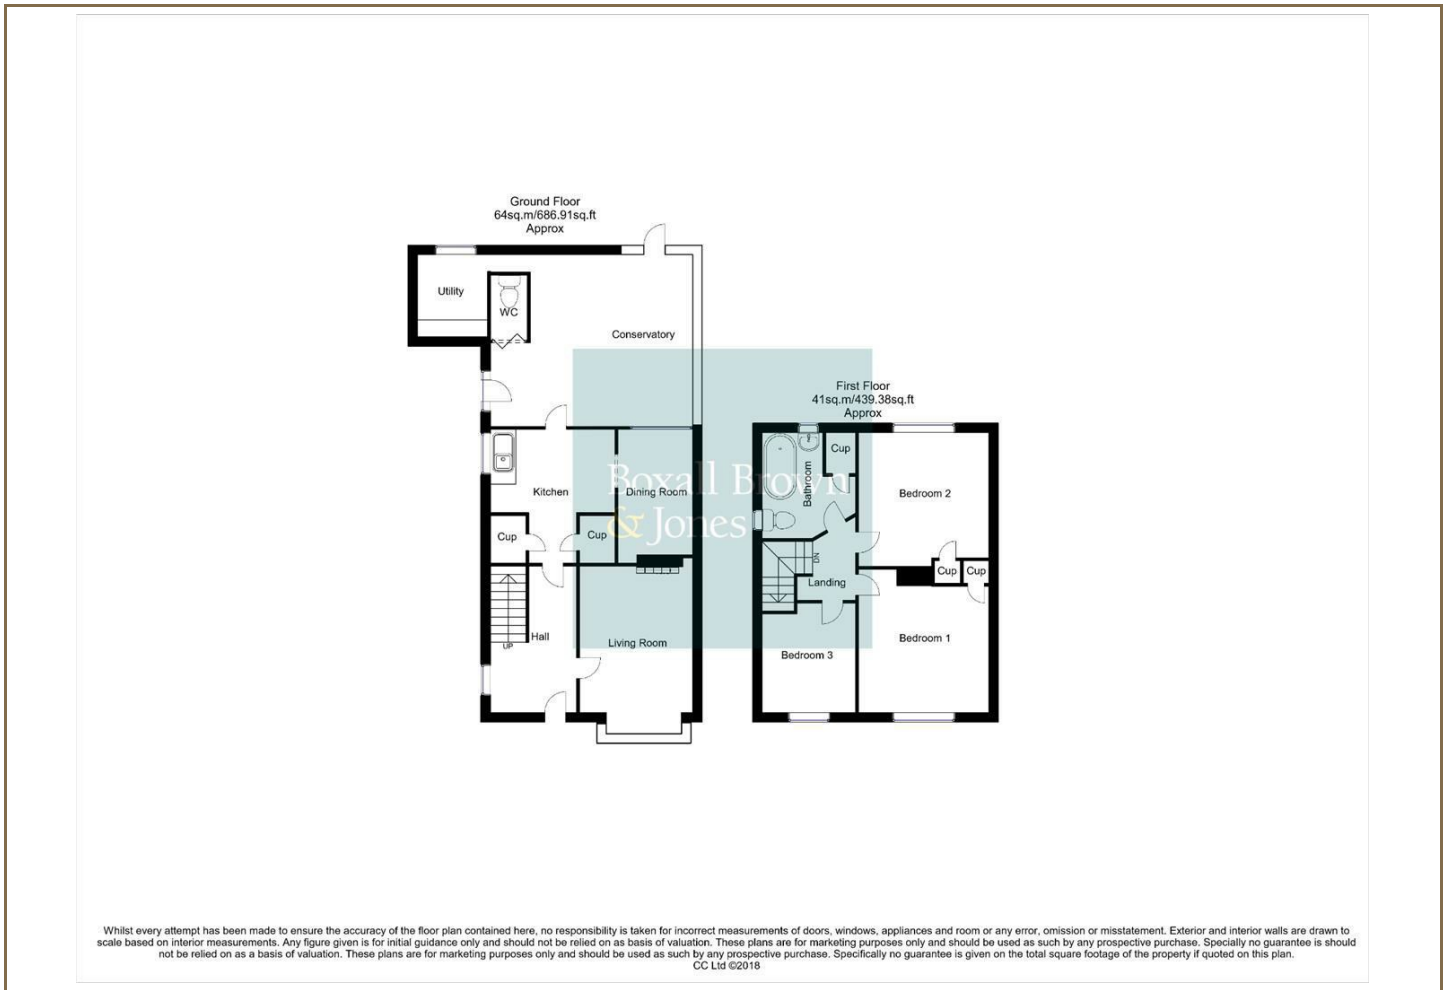 Ground Floor
64sq.m/686.91sq.ft
Approx
Utility
WC
Conservatory
Kitchen
Dining Room
Cup
Cup
Hall
UP
Living Room
First Floor
41sq.m/439.38sq.ft
Approx
Bathroom
Cup
Bedroom 2
DN
Landing
Cup
Cup
Bedroom 1
Bedroom 3
Boxall Brown
& Jones
Whilst every attempt has been made to ensure the accuracy of the floor plan contained here, no responsibility is taken for incorrect measurements of doors, windows, appliances and room or any error, omission or misstatement. Exterior and interior walls are drawn to
scale based on interior measurements. Any figure given is for initial guidance only and should not be relied on as basis of valuation. These plans are for marketing purposes only and should be used as such by any prospective purchase. Specially no guarantee is should
not be relied on as a basis of valuation. These plans are for marketing purposes only and should be used as such by any prospective purchase. Specifically no guarantee is given on the total square footage of the property if quoted on this plan.
CC Ltd ©2018